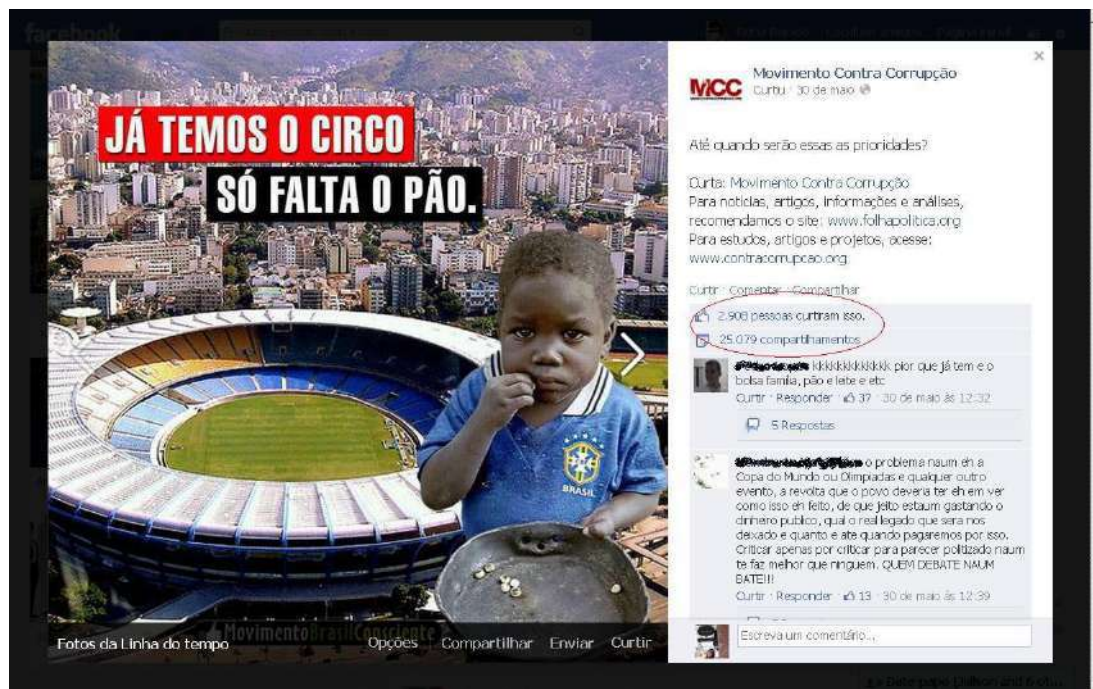 facebook
JÁ TEMOS O CIRCO
SÓ FALTA O PÃO.
BRASIL
MovimentoBrasilConsciente
Fotos da Linha do tempo
Opções Compartilhar Enviar Curtir
MCC
Movimento Contra Corrupção
Curtiu · 30 de maio
Até quando serão essas as prioridades?
Curta: Movimento Contra Corrupção
Para notícias, artigos, informações e análises,
recomendamos o site: www.folhapolitica.org
Para estudos, artigos e projetos, acesse:
www.contracorrupcao.org
Curtir · Comentar · Compartilhar
2.908 pessoas curtiram isso.
25.079 compartilhamentos
kkkkkkkkkkkk pior que já tem e o
bolsa familia, pão e leite e etc
Curtir · Responder · 37 · 30 de maio às 12:32
5 Respostas
o problema naum eh a
Copa do Mundo ou Olimpiadas e qualquer outro
evento, a revolta que o povo deveria ter eh em ver
como isso eh feito, de que jeito estaum gastando o
dinheiro publico, qual o real legado que sera nos
deixado e quanto e ate quando pagaremos por isso.
Criticar apenas por criticar para parecer politizado naum
te faz melhor que ninguem. QUEM DEBATE NAUM
BATE!!!
Curtir · Responder · 13 · 30 de maio às 12:39
Escreva um comentário...